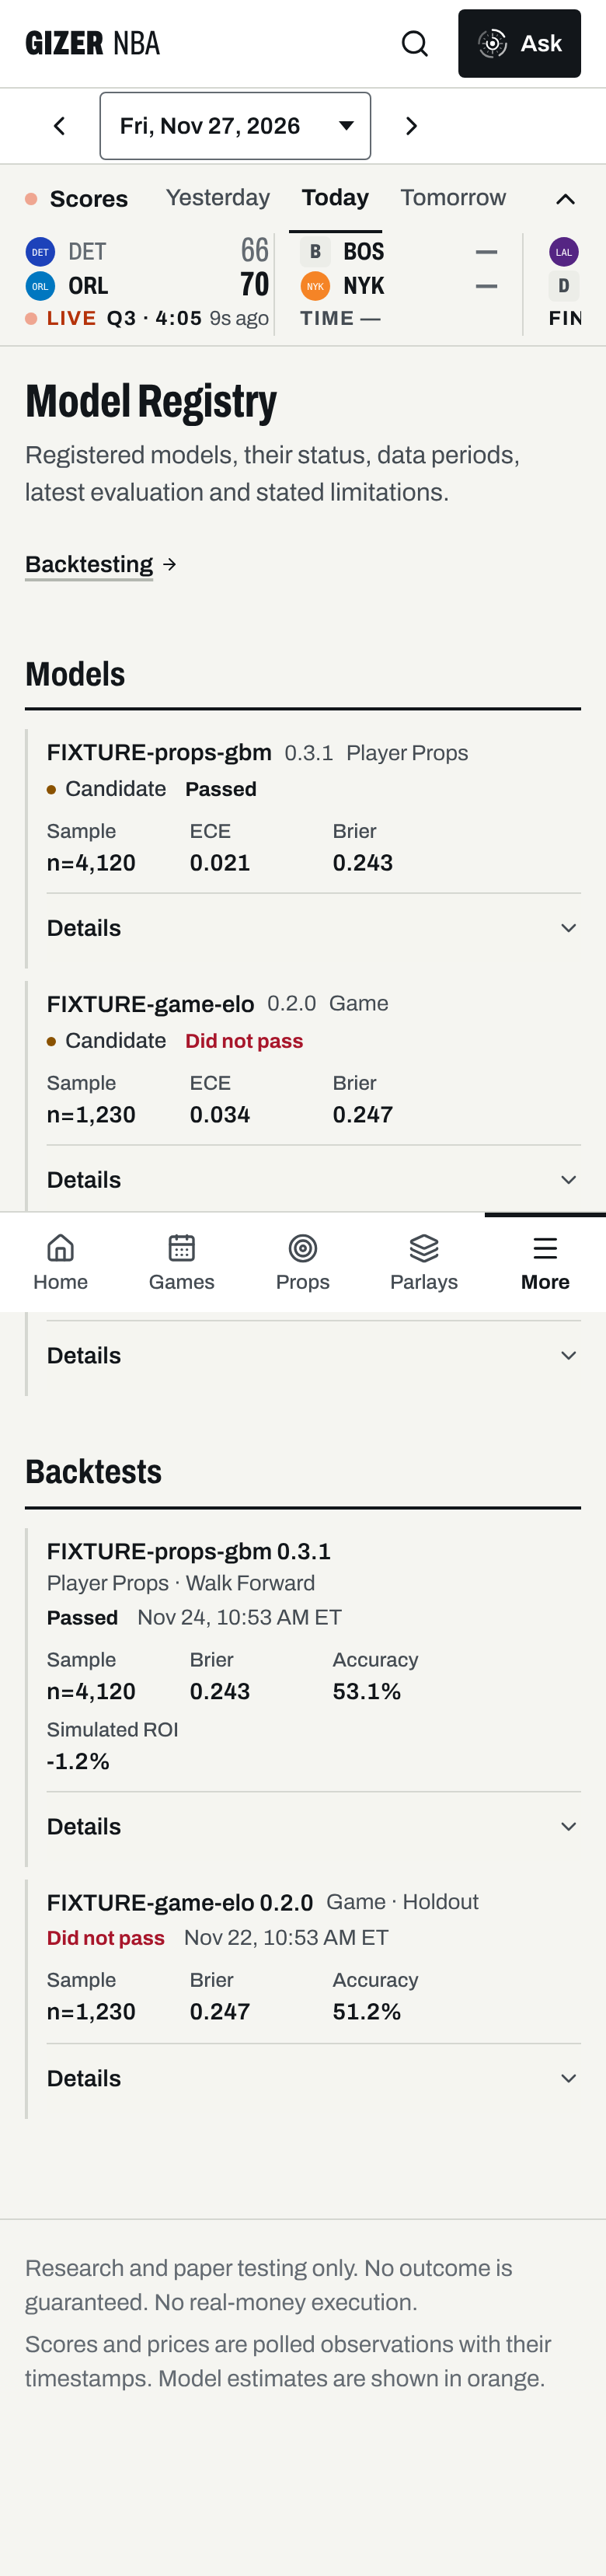 GIZER NBA
Ask
Fri, Nov 27, 2026
Scores Yesterday Today Tomorrow
DET DET 66
ORL ORL 70
LIVE Q3 · 4:05 9s ago
B BOS —
NYK NYK —
TIME —
LAL
D
FIN
Model Registry
Registered models, their status, data periods,
latest evaluation and stated limitations.
Backtesting →
Models
FIXTURE-props-gbm 0.3.1 Player Props
Candidate Passed
Sample ECE Brier
n=4,120 0.021 0.243
Details
FIXTURE-game-elo 0.2.0 Game
Candidate Did not pass
Sample ECE Brier
n=1,230 0.034 0.247
Details
Home Games Props Parlays More
Details
Backtests
FIXTURE-props-gbm 0.3.1
Player Props · Walk Forward
Passed Nov 24, 10:53 AM ET
Sample Brier Accuracy
n=4,120 0.243 53.1%
Simulated ROI
-1.2%
Details
FIXTURE-game-elo 0.2.0 Game · Holdout
Did not pass Nov 22, 10:53 AM ET
Sample Brier Accuracy
n=1,230 0.247 51.2%
Details
Research and paper testing only. No outcome is
guaranteed. No real-money execution.
Scores and prices are polled observations with their
timestamps. Model estimates are shown in orange.